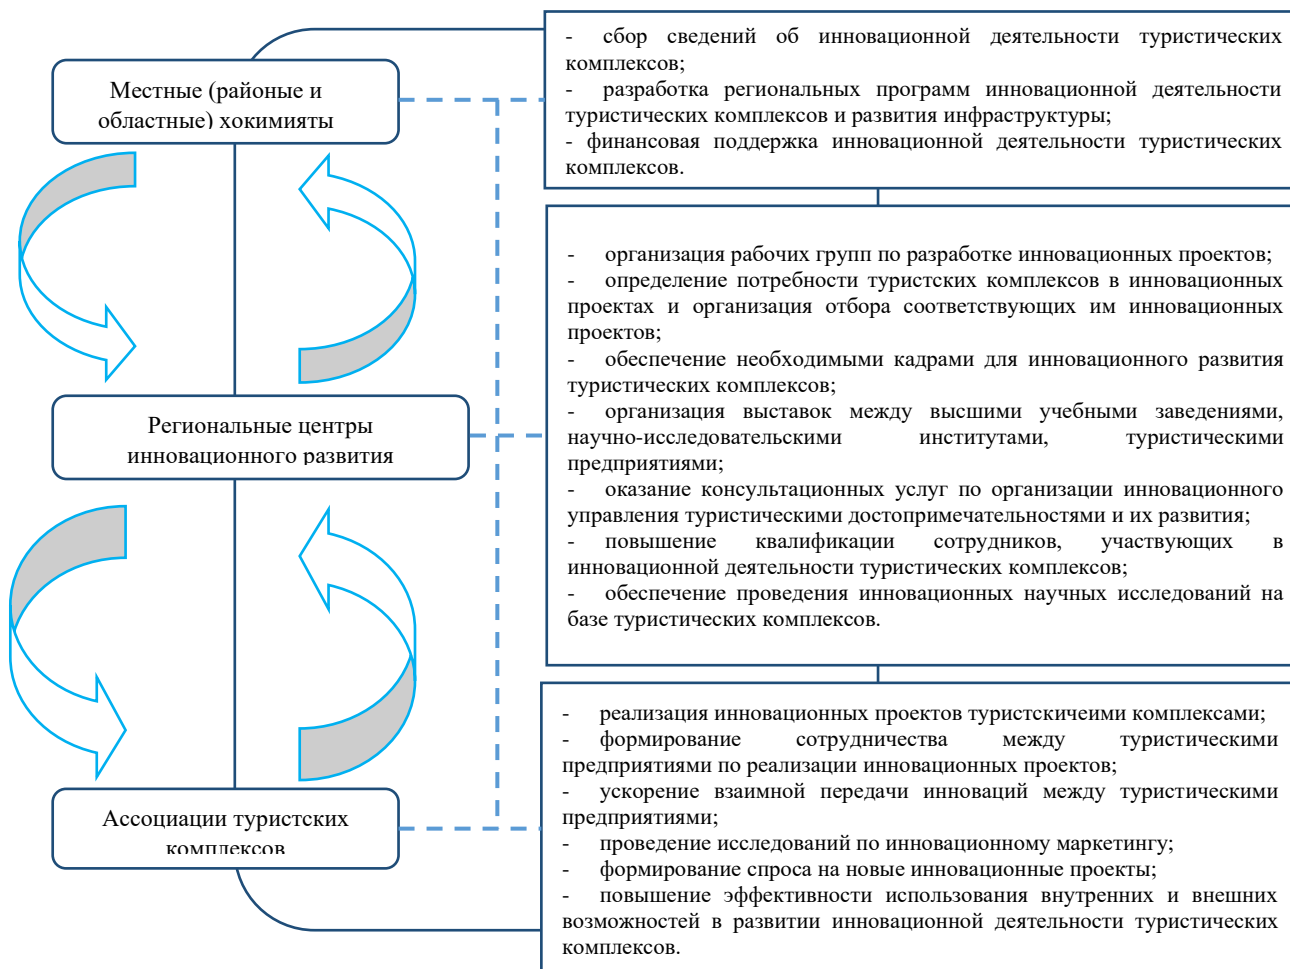 Местные (районые и
областные) хокимияты
- сбор сведений об инновационной деятельности туристических
комплексов;
- разработка региональных программ инновационной деятельности
туристических комплексов и развития инфраструктуры;
- финансовая поддержка инновационной деятельности туристических
комплексов.
Региональные центры
инновационного развития
- организация рабочих групп по разработке инновационных проектов;
- определение потребности туристских комплексов в инновационных
проектах и организация отбора соответствующих им инновационных
проектов;
- обеспечение необходимыми кадрами для инновационного развития
туристических комплексов;
- организация выставок между высшими учебными заведениями,
научно-исследовательскими институтами, туристическими
предприятиями;
- оказание консультационных услуг по организации инновационного
управления туристическими достопримечательностями и их развития;
- повышение квалификации сотрудников, участвующих в
инновационной деятельности туристических комплексов;
- обеспечение проведения инновационных научных исследований на
базе туристических комплексов.
Ассоциации туристских
комплексов
- реализация инновационных проектов туристскичеими комплексами;
- формирование сотрудничества между туристическими
предприятиями по реализации инновационных проектов;
- ускорение взаимной передачи инноваций между туристическими
предприятиями;
- проведение исследований по инновационному маркетингу;
- формирование спроса на новые инновационные проекты;
- повышение эффективности использования внутренних и внешних
возможностей в развитии инновационной деятельности туристических
комплексов.